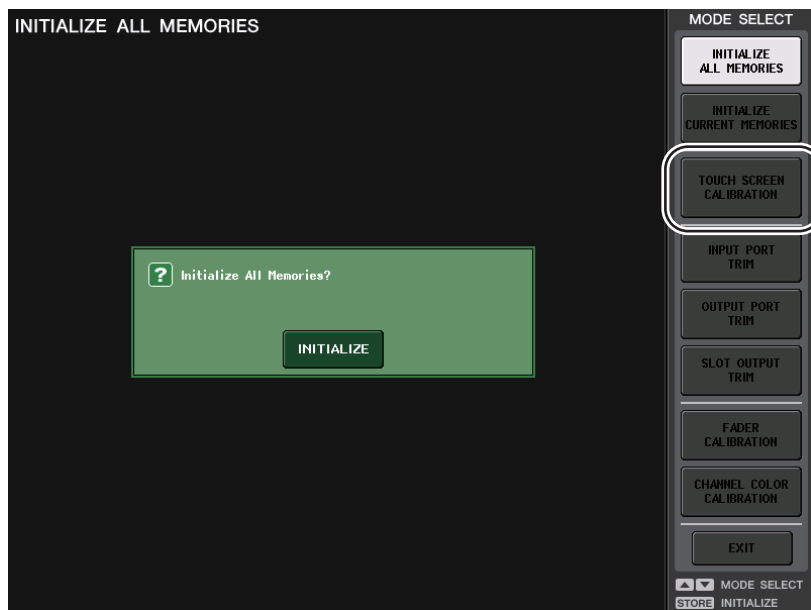 INITIALIZE ALL MEMORIES
?
Initialize All Memories?
INITIALIZE
MODE SELECT
INITIALIZE
ALL MEMORIES
INITIALIZE
CURRENT MEMORIES
TOUCH SCREEN
CALIBRATION
INPUT PORT
TRIM
OUTPUT PORT
TRIM
SLOT OUTPUT
TRIM
FADER
CALIBRATION
CHANNEL COLOR
CALIBRATION
EXIT
MODE SELECT
STORE INITIALIZE